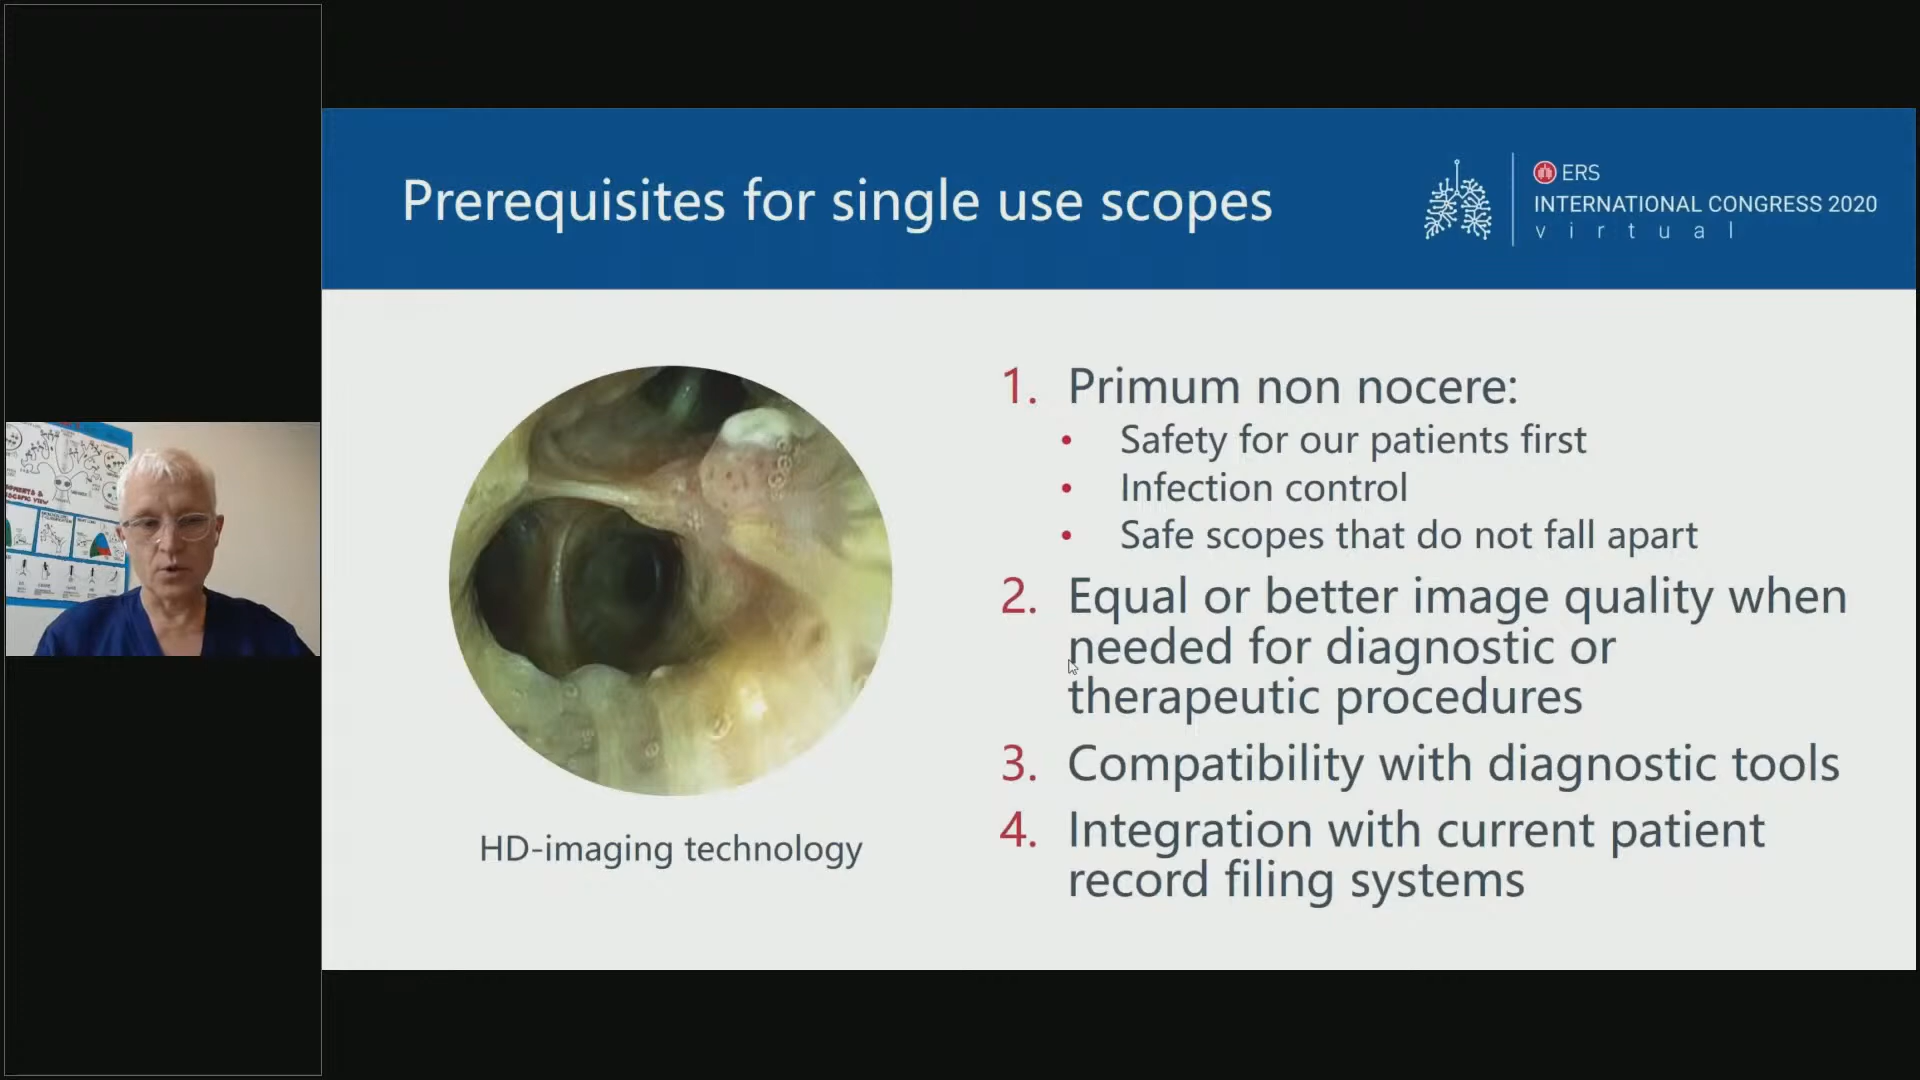 Prerequisites for single use scopes
ERS
INTERNATIONAL CONGRESS 2020
virtual
HD-imaging technology
1. Primum non nocere:
• Safety for our patients first
• Infection control
• Safe scopes that do not fall apart
2. Equal or better image quality when
needed for diagnostic or
therapeutic procedures
3. Compatibility with diagnostic tools
4. Integration with current patient
record filing systems